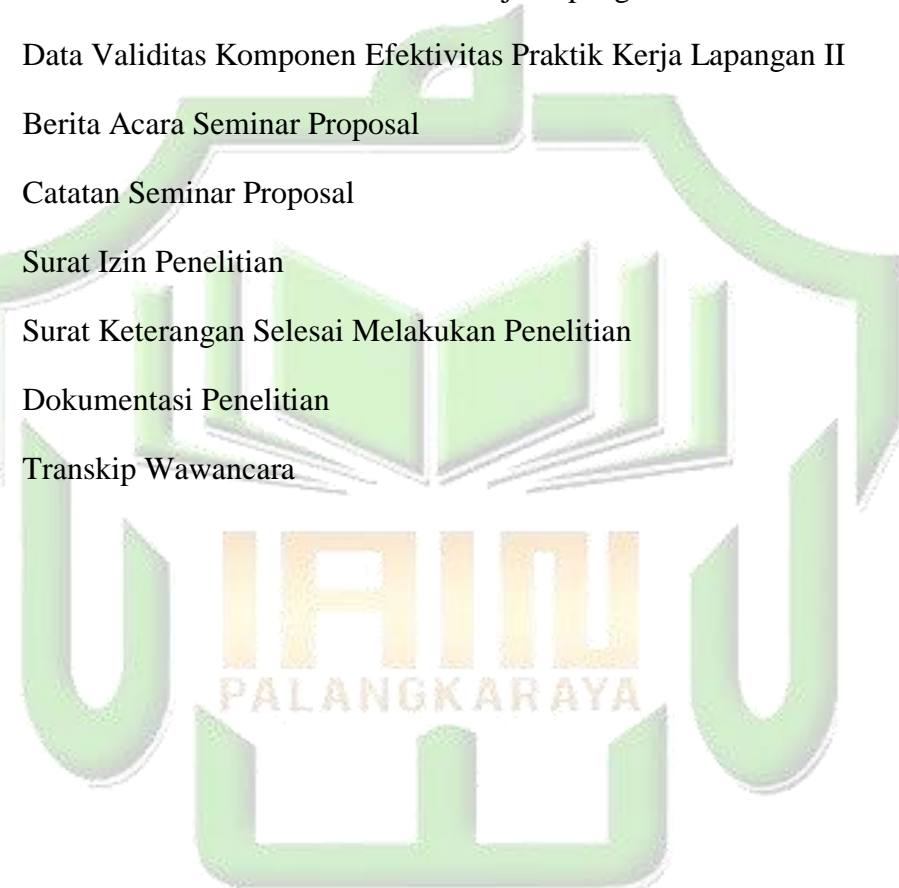 Data Validitas Komponen Efektivitas Praktik Kerja Lapangan II
Berita Acara Seminar Proposal
Catatan Seminar Proposal
Surat Izin Penelitian
Surat Keterangan Selesai Melakukan Penelitian
Dokumentasi Penelitian
Transkip Wawancara
IAIN
PALANGKARAYA